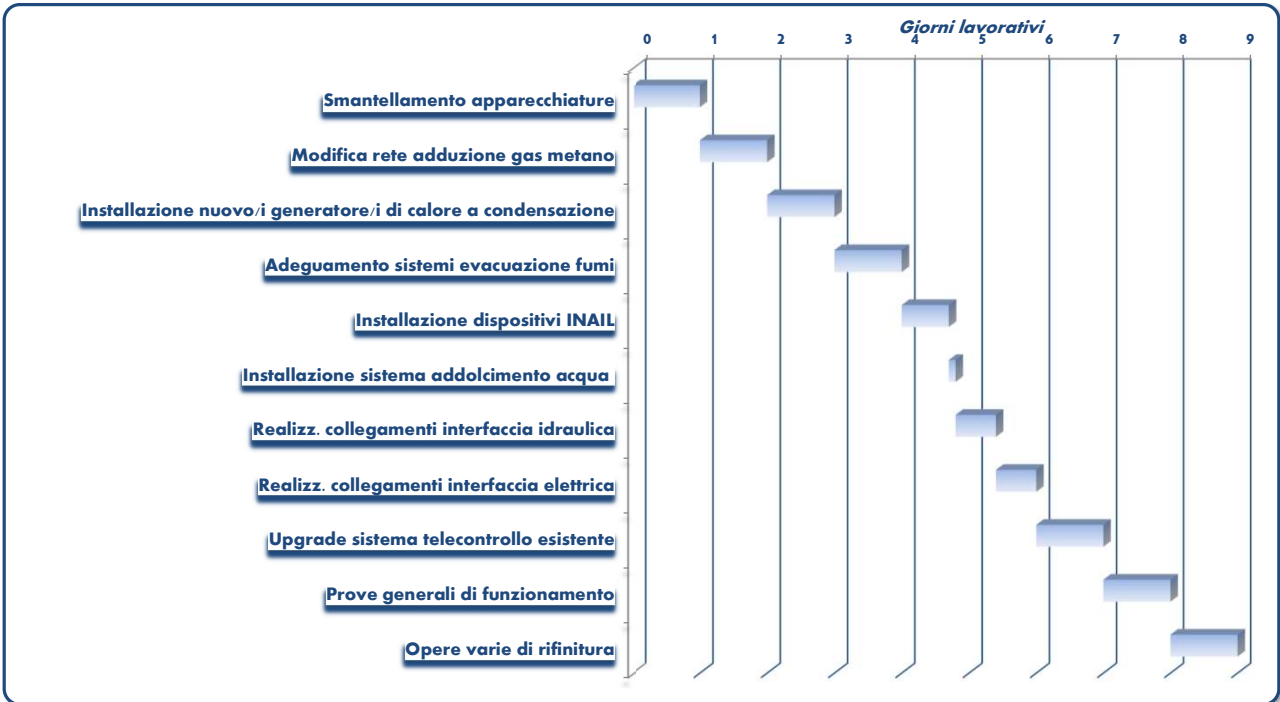 Giorni lavorativi
0 1 2 3 4 5 6 7 8 9
Smantellamento apparecchiature
Modifica rete adduzione gas metano
Installazione nuovo/i generatore/i di calore a condensazione
Adeguamento sistemi evacuazione fumi
Installazione dispositivi INAIL
Installazione sistema addolcimento acqua
Realizz. collegamenti interfaccia idraulica
Realizz. collegamenti interfaccia elettrica
Upgrade sistema telecontrollo esistente
Prove generali di funzionamento
Opere varie di rifinitura